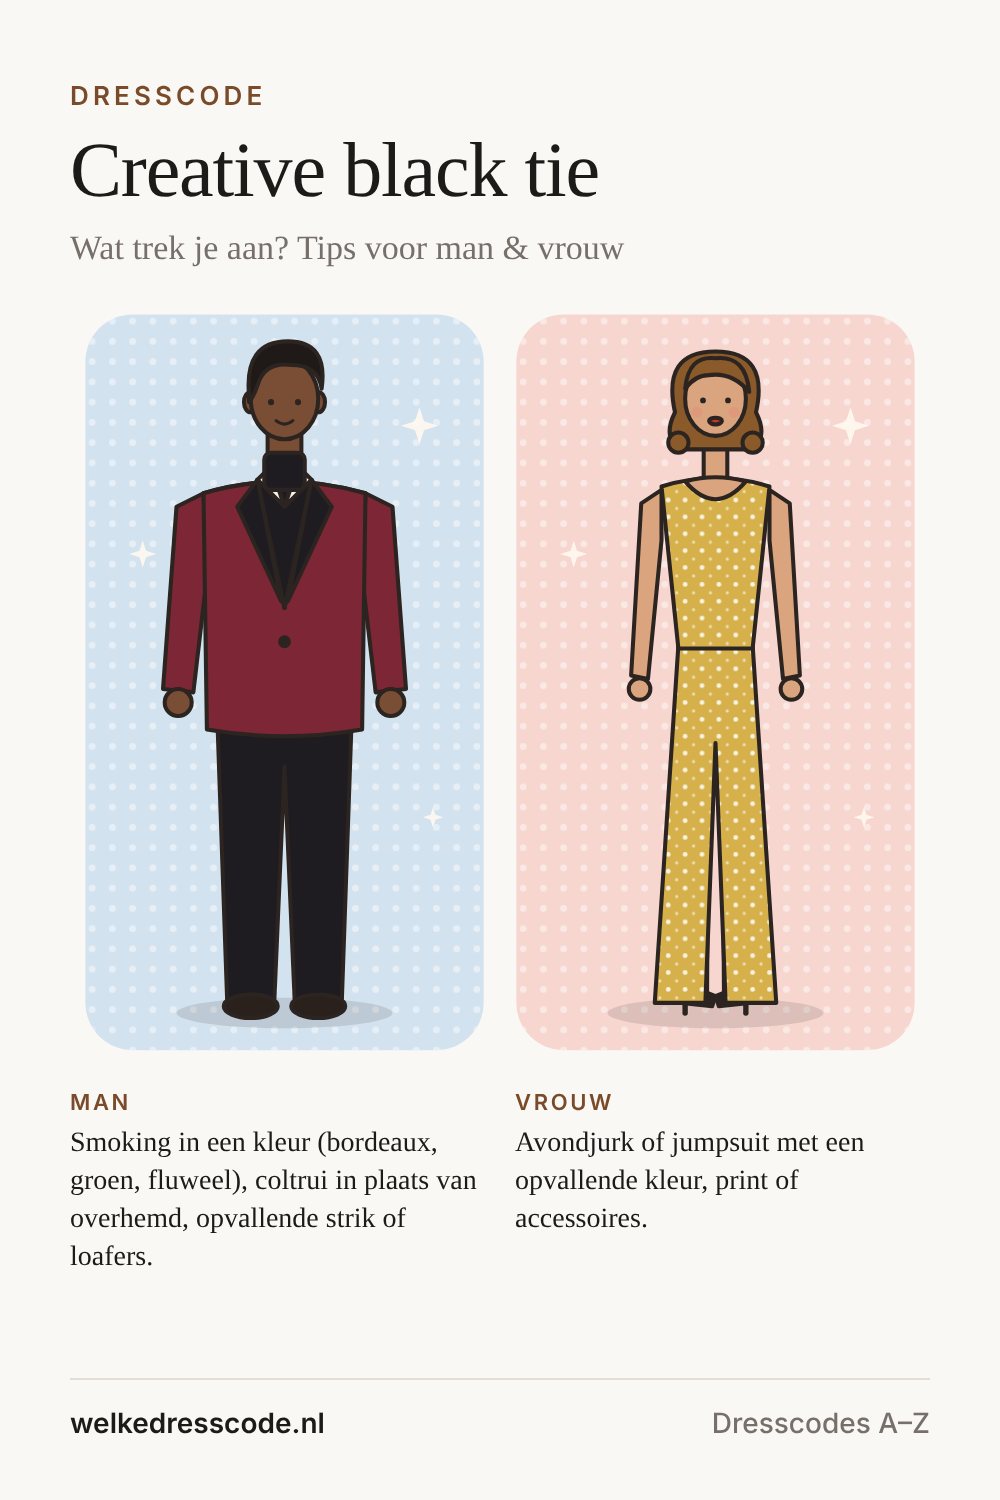 DRESSCODE
Creative black tie
Wat trek je aan? Tips voor man & vrouw
MAN
Smoking in een kleur (bordeaux,
groen, fluweel), coltrui in plaats van
overhemd, opvallende strik of
loafers.
VROUW
Avondjurk of jumpsuit met een
opvallende kleur, print of
accessoires.
welkedresscode.nl
Dresscodes A–Z